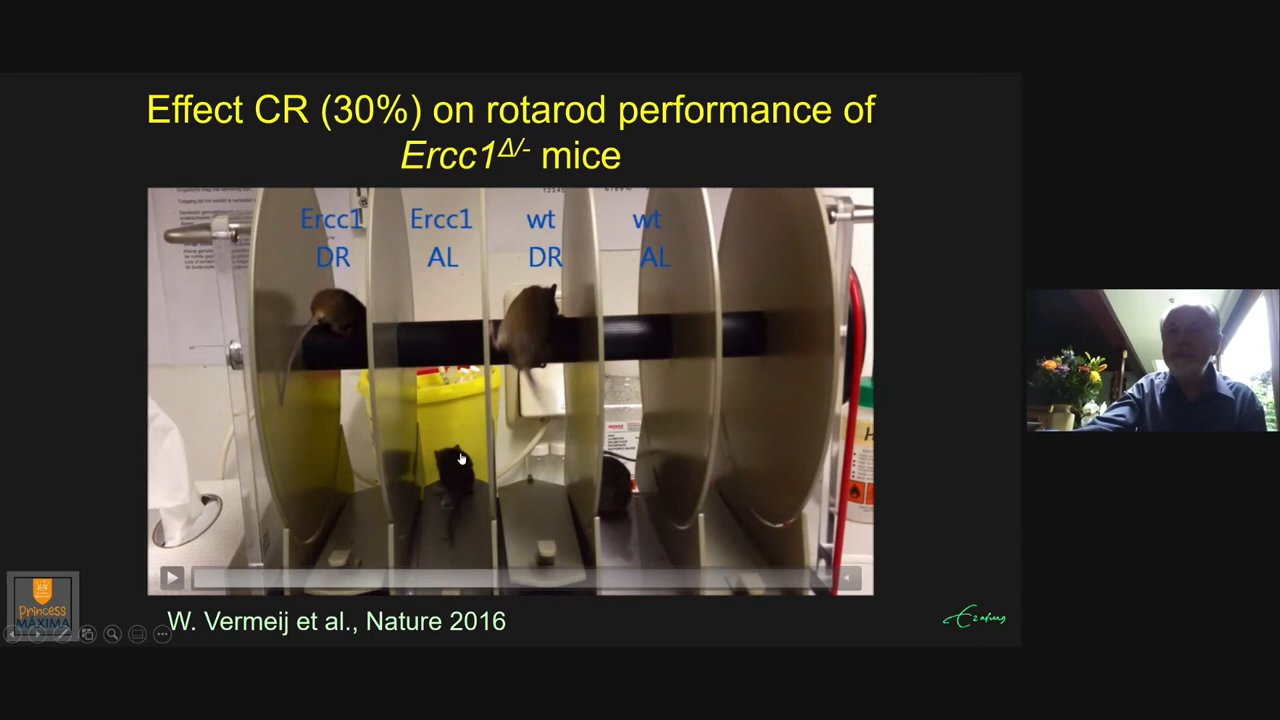 Effect CR (30%) on rotarod performance of
Ercc1Δ/- mice
Ercc1 Ercc1 wt wt
DR AL DR AL
W. Vermeij et al., Nature 2016
Princess
MÁXIMA
Erasmus